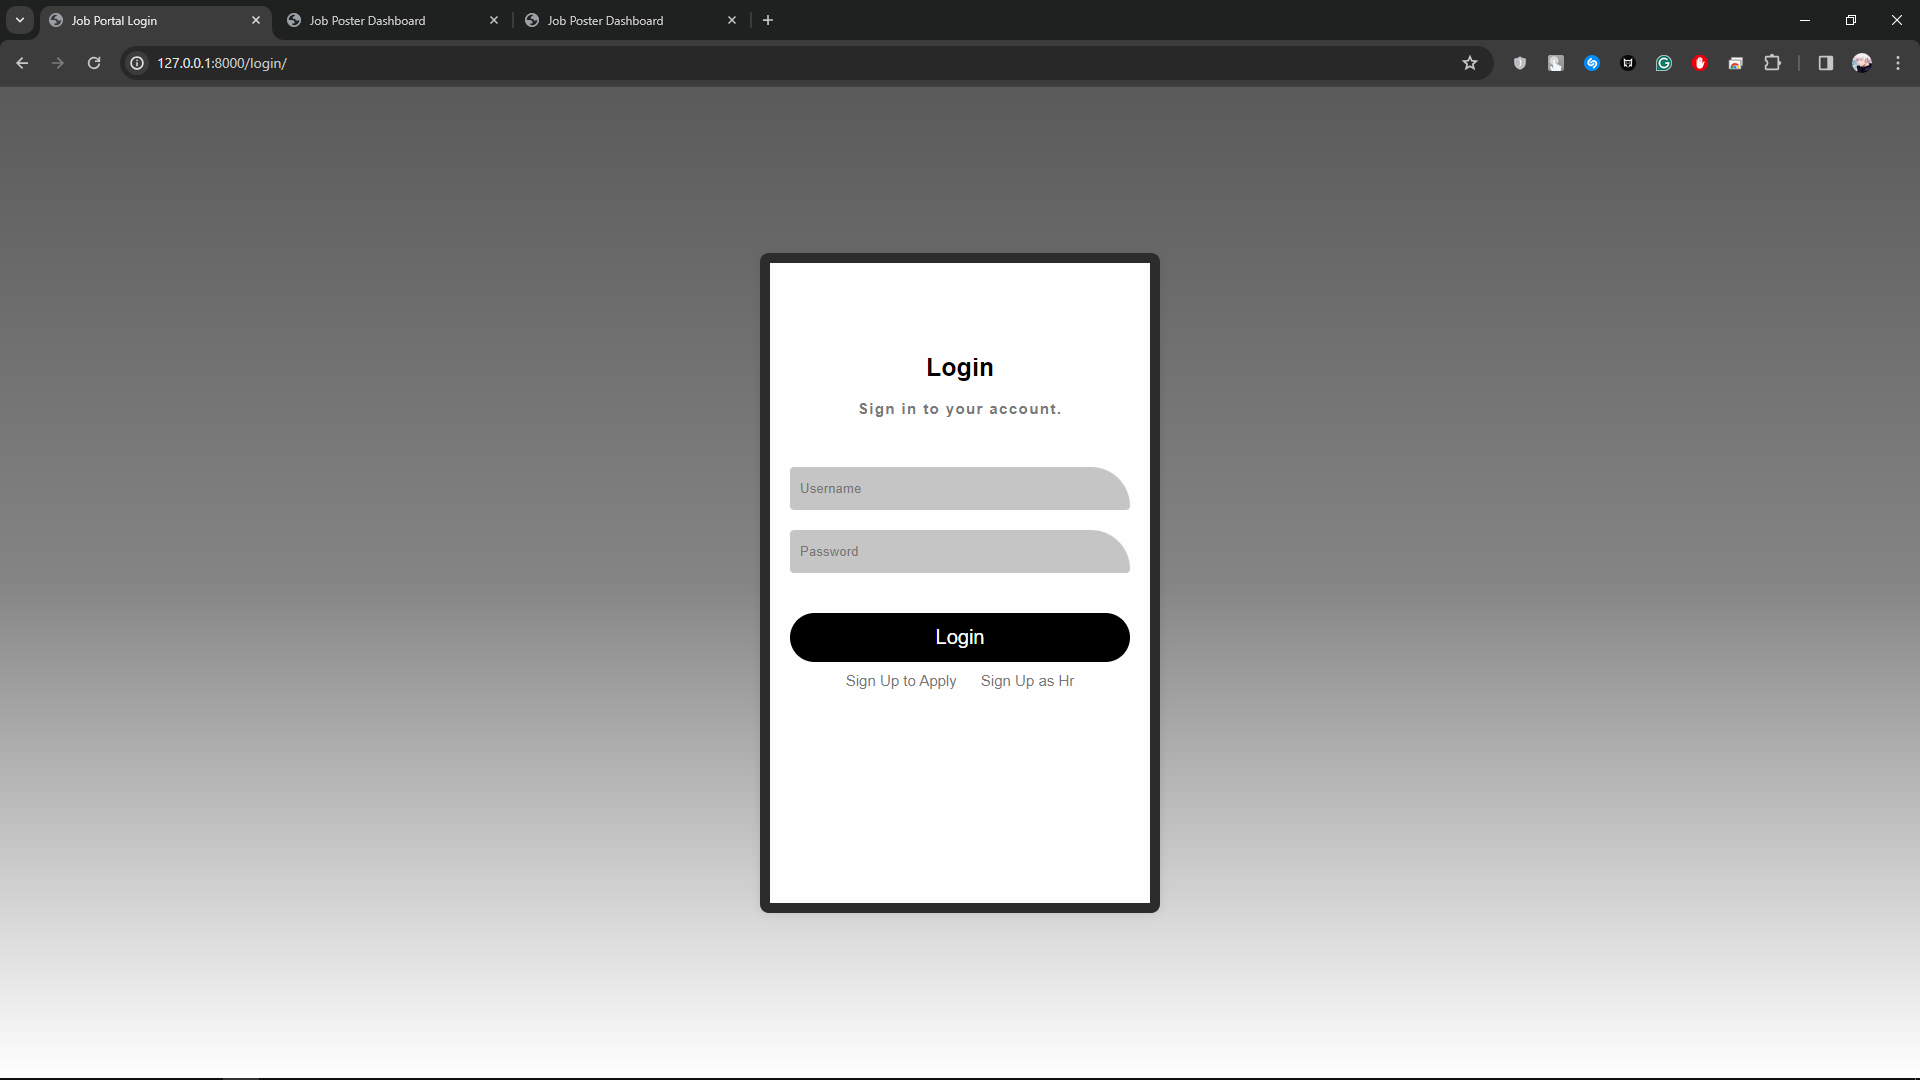 Job Portal Login
Job Poster Dashboard
Job Poster Dashboard
127.0.0.1:8000/login/
Login
Sign in to your account.
Username
Password
Login
Sign Up to Apply
Sign Up as Hr